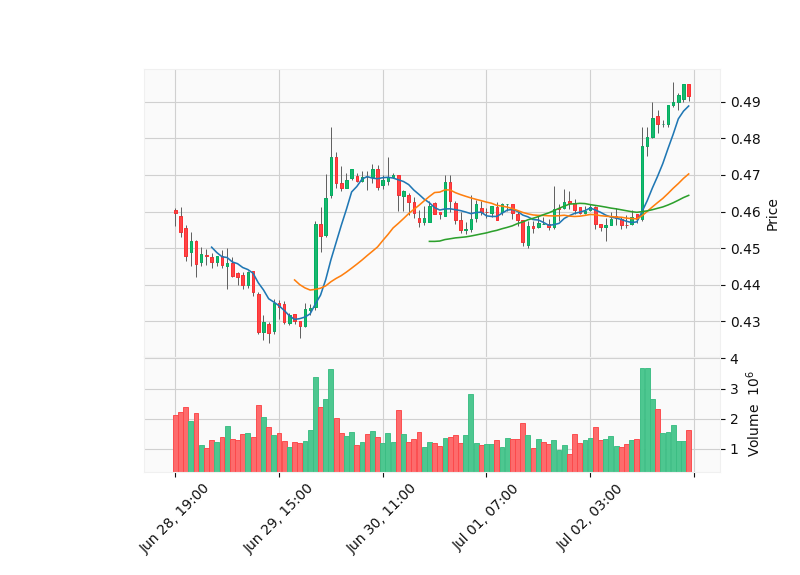 0.49
0.48
0.47
0.46
0.45
0.44
0.43
Price
4
3
2
1
Volume 10^6
Jun 28, 19:00
Jun 29, 15:00
Jun 30, 11:00
Jul 01, 07:00
Jul 02, 03:00